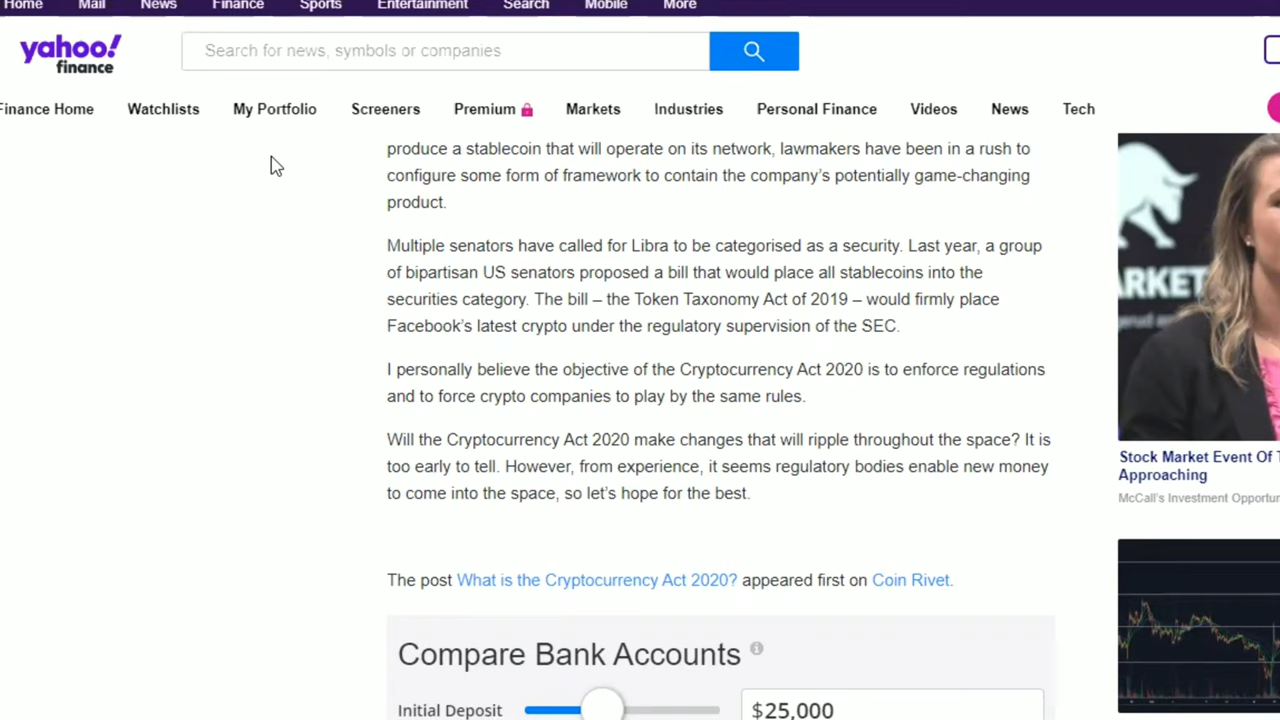 Home Mail News Finance Sports Entertainment Search Mobile More
yahoo!
finance
Search for news, symbols or companies
Finance Home Watchlists My Portfolio Screeners Premium Markets Industries Personal Finance Videos News Tech
produce a stablecoin that will operate on its network, lawmakers have been in a rush to
configure some form of framework to contain the company's potentially game-changing
product.
Multiple senators have called for Libra to be categorised as a security. Last year, a group
of bipartisan US senators proposed a bill that would place all stablecoins into the
securities category. The bill – the Token Taxonomy Act of 2019 – would firmly place
Facebook's latest crypto under the regulatory supervision of the SEC.
I personally believe the objective of the Cryptocurrency Act 2020 is to enforce regulations
and to force crypto companies to play by the same rules.
Will the Cryptocurrency Act 2020 make changes that will ripple throughout the space? It is
too early to tell. However, from experience, it seems regulatory bodies enable new money
to come into the space, so let's hope for the best.
The post What is the Cryptocurrency Act 2020? appeared first on Coin Rivet.
Compare Bank Accounts
Initial Deposit
$25,000
ARKET
Stock Market Event Of
Approaching
McCall's Investment